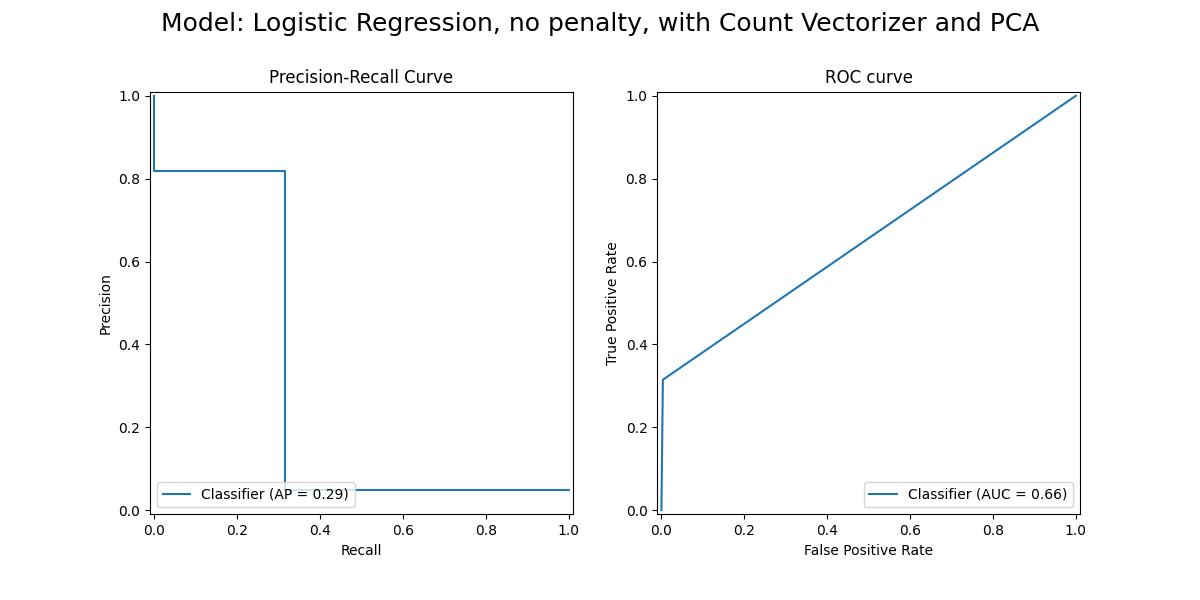 Model: Logistic Regression, no penalty, with Count Vectorizer and PCA
Precision-Recall Curve
1.0
0.8
0.6
0.4
0.2
0.0
Precision
Classifier (AP = 0.29)
0.0 0.2 0.4 0.6 0.8 1.0
Recall
ROC curve
1.0
0.8
0.6
0.4
0.2
0.0
True Positive Rate
Classifier (AUC = 0.66)
0.0 0.2 0.4 0.6 0.8 1.0
False Positive Rate